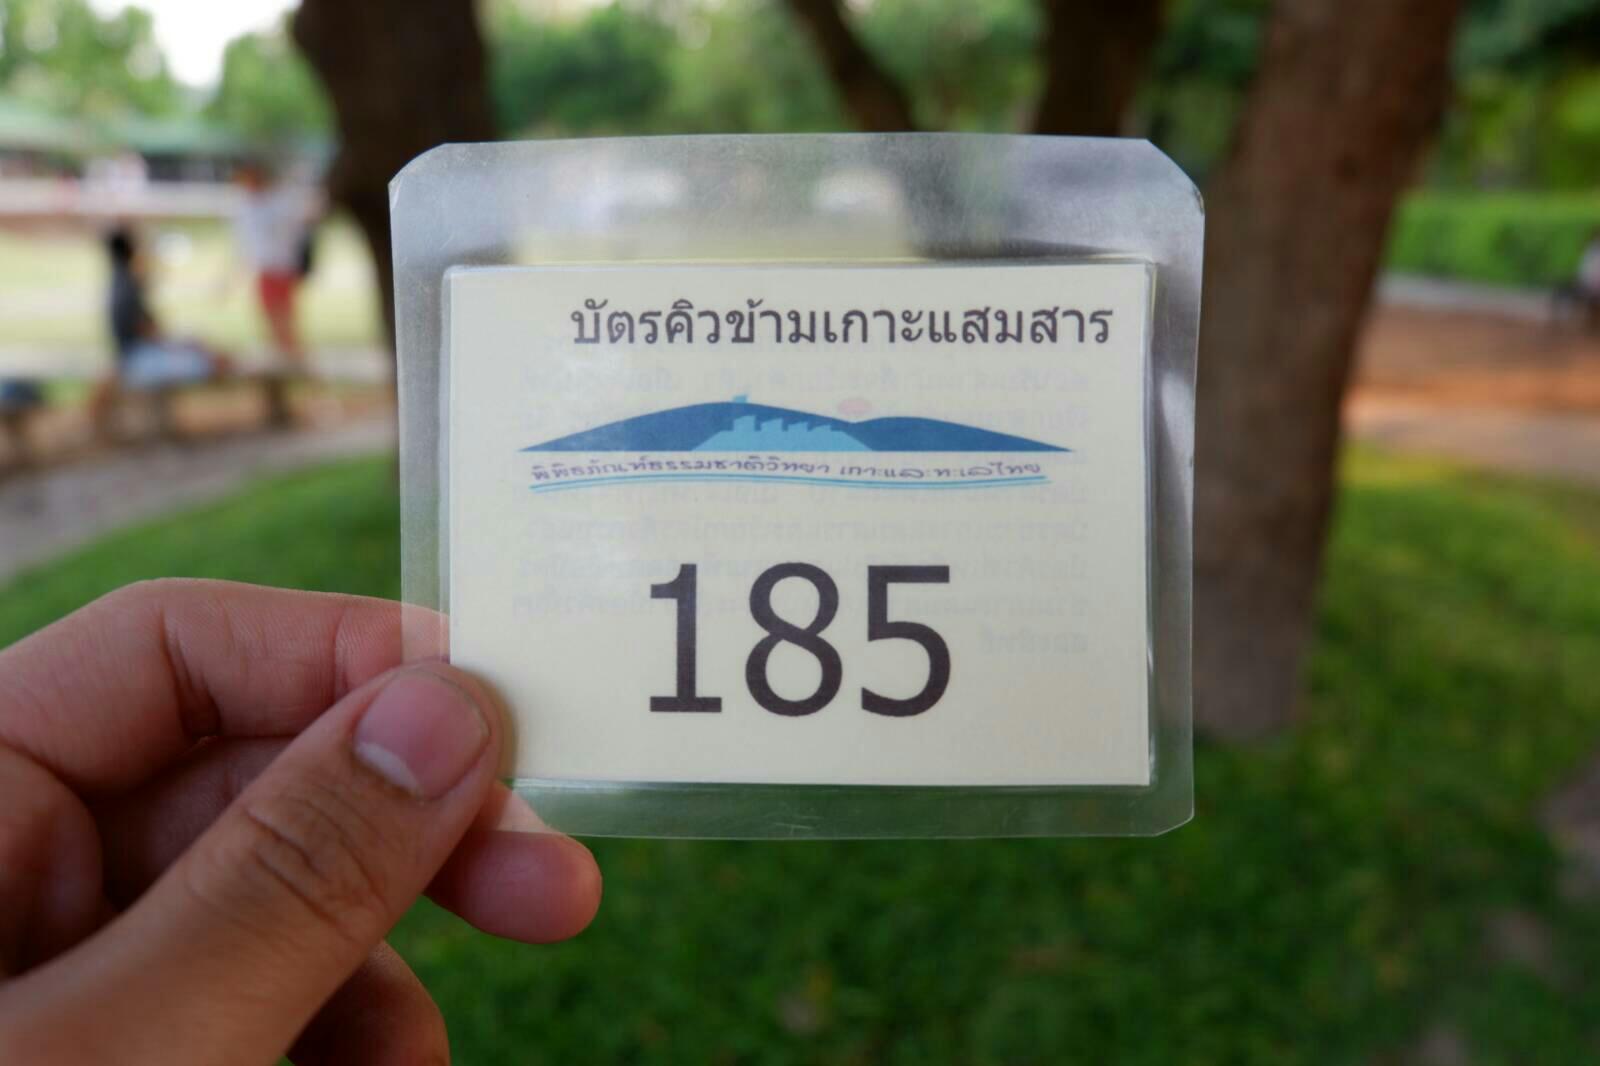 บัตรคิวข้ามเกาะแสมสาร
พิพิธภัณฑ์ธรรมชาติวิทยา เกาะและทะเลไทย
185